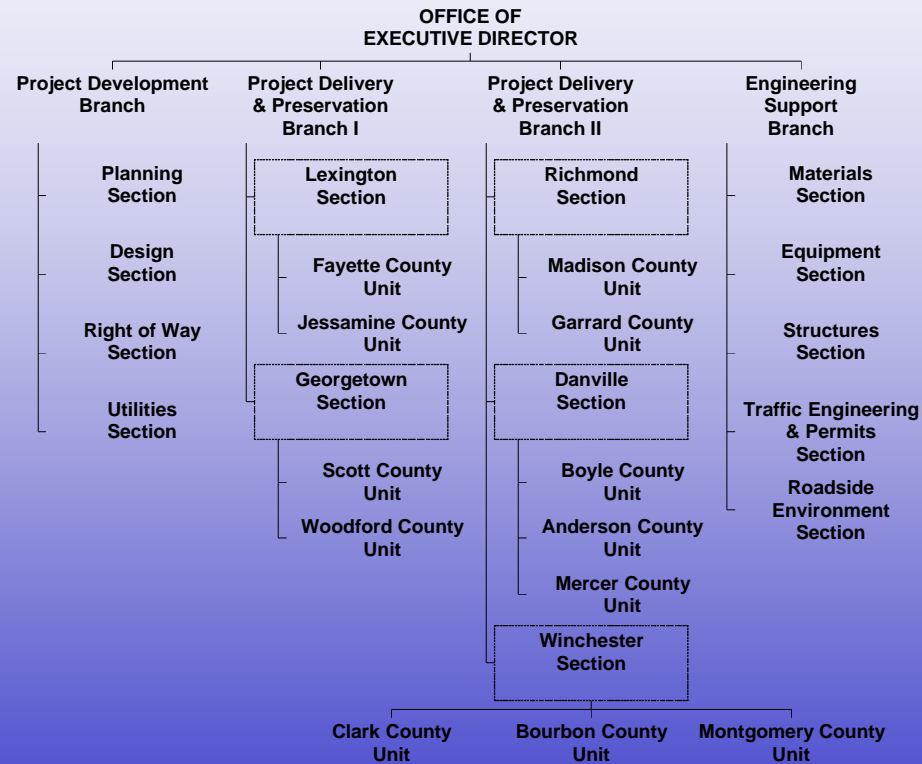 OFFICE OF
EXECUTIVE DIRECTOR
Project Development
Branch
Planning
Section
Design
Section
Right of Way
Section
Utilities
Section
Project Delivery
& Preservation
Branch I
Lexington
Section
Fayette County
Unit
Jessamine County
Unit
Georgetown
Section
Scott County
Unit
Woodford County
Unit
Project Delivery
& Preservation
Branch II
Richmond
Section
Madison County
Unit
Garrard County
Unit
Danville
Section
Boyle County
Unit
Anderson County
Unit
Mercer County
Unit
Winchester
Section
Clark County
Unit
Bourbon County
Unit
Montgomery County
Unit
Engineering
Support
Branch
Materials
Section
Equipment
Section
Structures
Section
Traffic Engineering
& Permits
Section
Roadside
Environment
Section